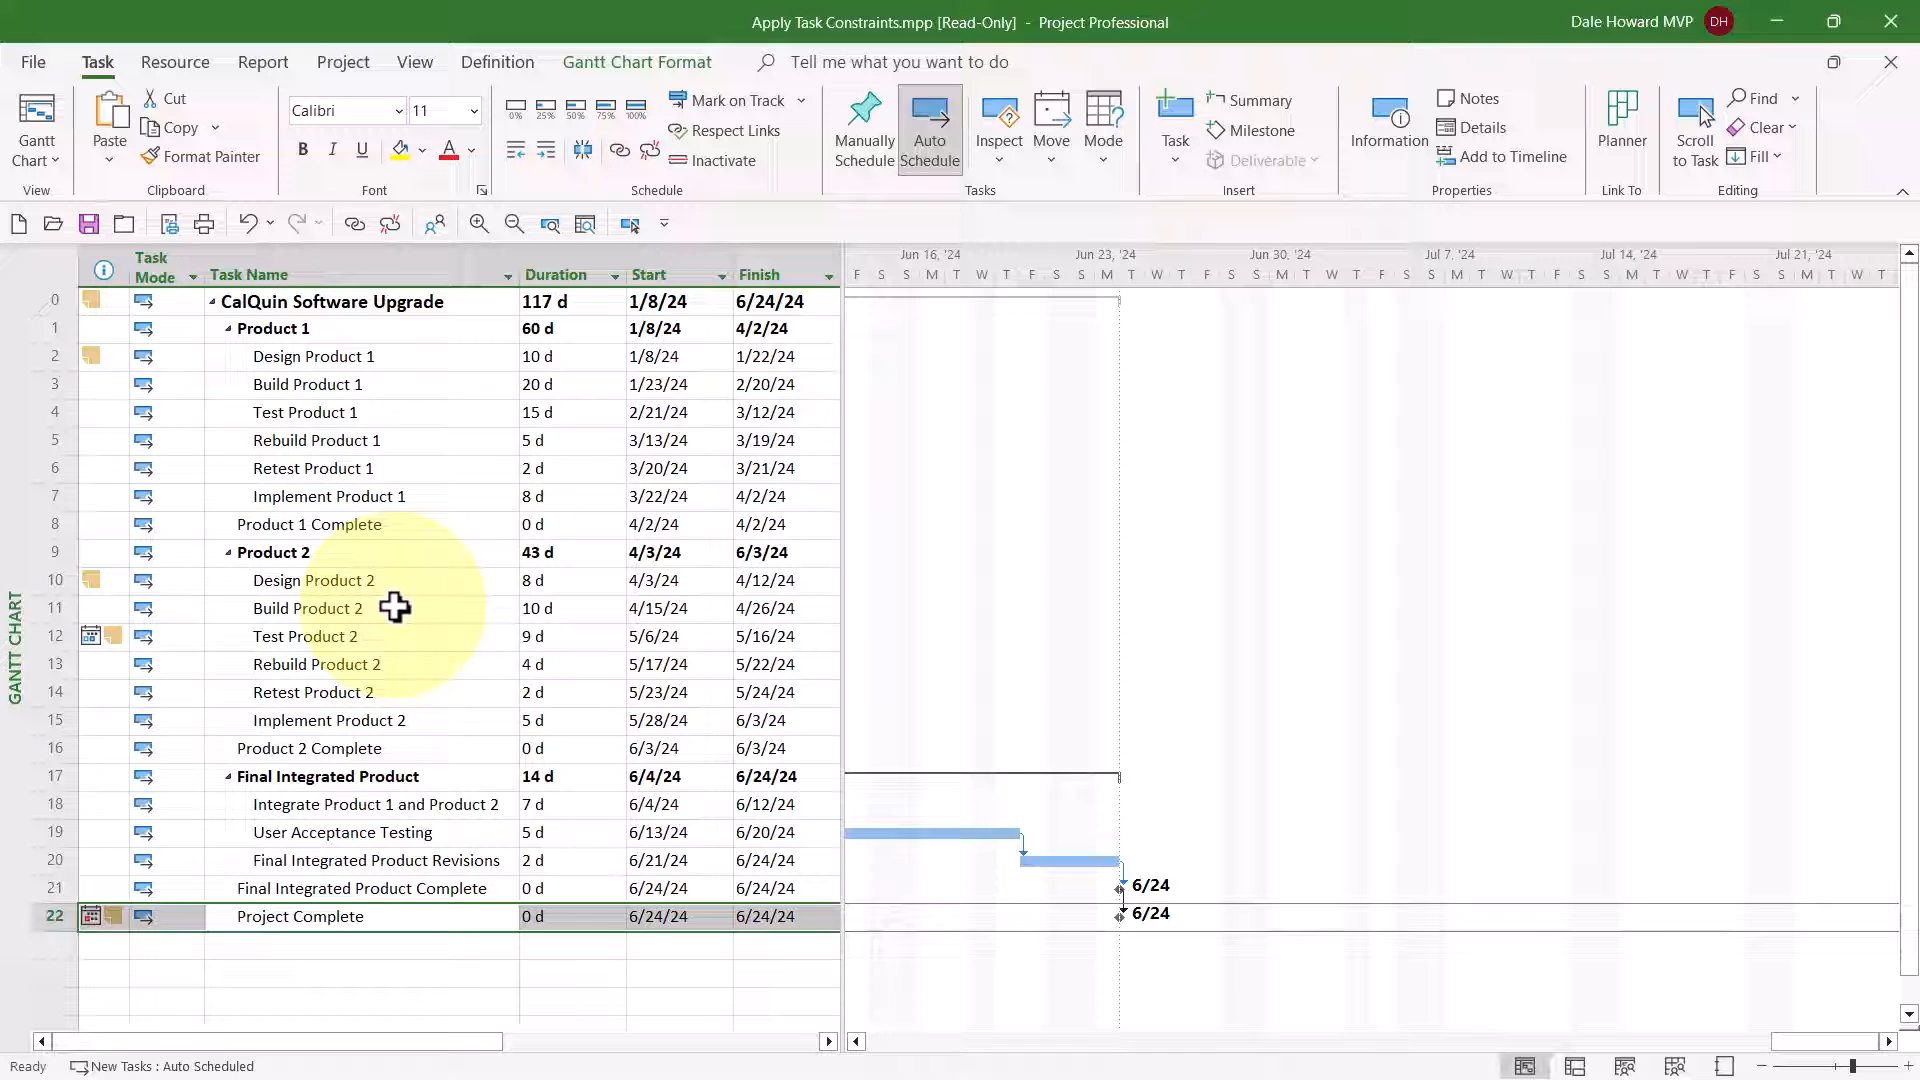 Apply Task Constraints.mpp [Read-Only] - Project Professional
Dale Howard MVP DH
File Task Resource Report Project View Help Definition Gantt Chart Format Tell me what you want to do
Gantt Chart
View
Paste Cut Copy Format Painter
Clipboard
Calibri 11
B I U A
Font
0% 25% 50% 75% 100%
Mark on Track
Respect Links
Inactivate
Schedule
Manually Schedule
Auto Schedule
Inspect Move Mode
Tasks
Task Summary
Milestone
Deliverable
Insert
Information Notes
Details
Add to Timeline
Properties
Planner
Link To
Scroll to Task Find
Clear
Fill
Editing
Task Mode Task Name Duration Start Finish
Jun 16, '24 Jun 23, '24 Jun 30, '24 Jul 7, '24 Jul 14, '24 Jul 21, '24
F S S M T W T F S S M T W T F S S M T W T F S S M T W T F S S M T W T F S S M T W T
0 CalQuin Software Upgrade 117 d 1/8/24 6/24/24
1 Product 1 60 d 1/8/24 4/2/24
2 Design Product 1 10 d 1/8/24 1/22/24
3 Build Product 1 20 d 1/23/24 2/20/24
4 Test Product 1 15 d 2/21/24 3/12/24
5 Rebuild Product 1 5 d 3/13/24 3/19/24
6 Retest Product 1 2 d 3/20/24 3/21/24
7 Implement Product 1 8 d 3/22/24 4/2/24
8 Product 1 Complete 0 d 4/2/24 4/2/24
9 Product 2 43 d 4/3/24 6/3/24
10 Design Product 2 8 d 4/3/24 4/12/24
11 Build Product 2 10 d 4/15/24 4/26/24
12 Test Product 2 9 d 5/6/24 5/16/24
13 Rebuild Product 2 4 d 5/17/24 5/22/24
14 Retest Product 2 2 d 5/23/24 5/24/24
15 Implement Product 2 5 d 5/28/24 6/3/24
16 Product 2 Complete 0 d 6/3/24 6/3/24
17 Final Integrated Product 14 d 6/4/24 6/24/24
18 Integrate Product 1 and Product 2 7 d 6/4/24 6/12/24
19 User Acceptance Testing 5 d 6/13/24 6/20/24
20 Final Integrated Product Revisions 2 d 6/21/24 6/24/24
21 Final Integrated Product Complete 0 d 6/24/24 6/24/24 6/24
22 Project Complete 0 d 6/24/24 6/24/24 6/24
GANTT CHART
Ready New Tasks : Auto Scheduled